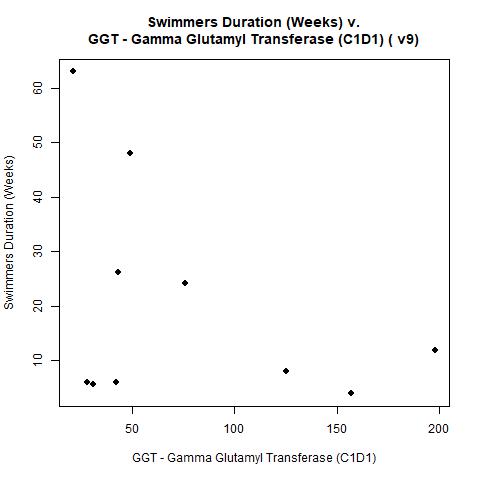 Swimmers Duration (Weeks) v.
GGT - Gamma Glutamyl Transferase (C1D1) ( v9)
Swimmers Duration (Weeks)
60
50
40
30
20
10
50
100
150
200
GGT - Gamma Glutamyl Transferase (C1D1)